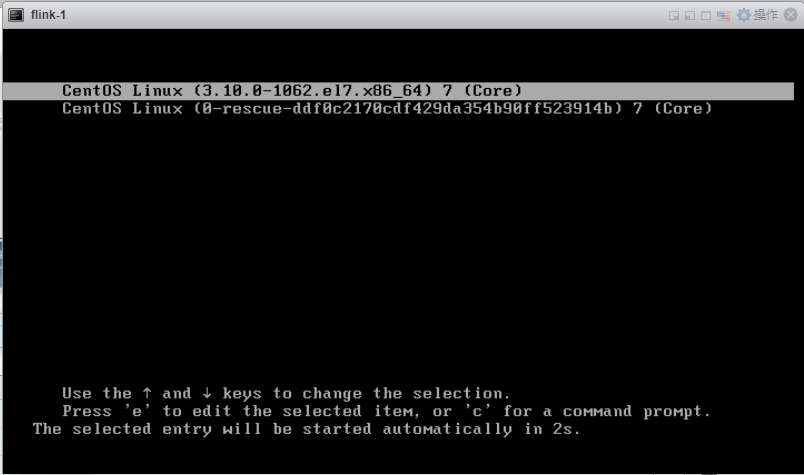 flink-1 操作
CentOS Linux (3.10.0-1062.el7.x86_64) 7 (Core)
CentOS Linux (0-rescue-ddf0c2170cdf429da354b90ff523914b) 7 (Core)
Use the ↑ and ↓ keys to change the selection.
Press 'e' to edit the selected item, or 'c' for a command prompt.
The selected entry will be started automatically in 2s.